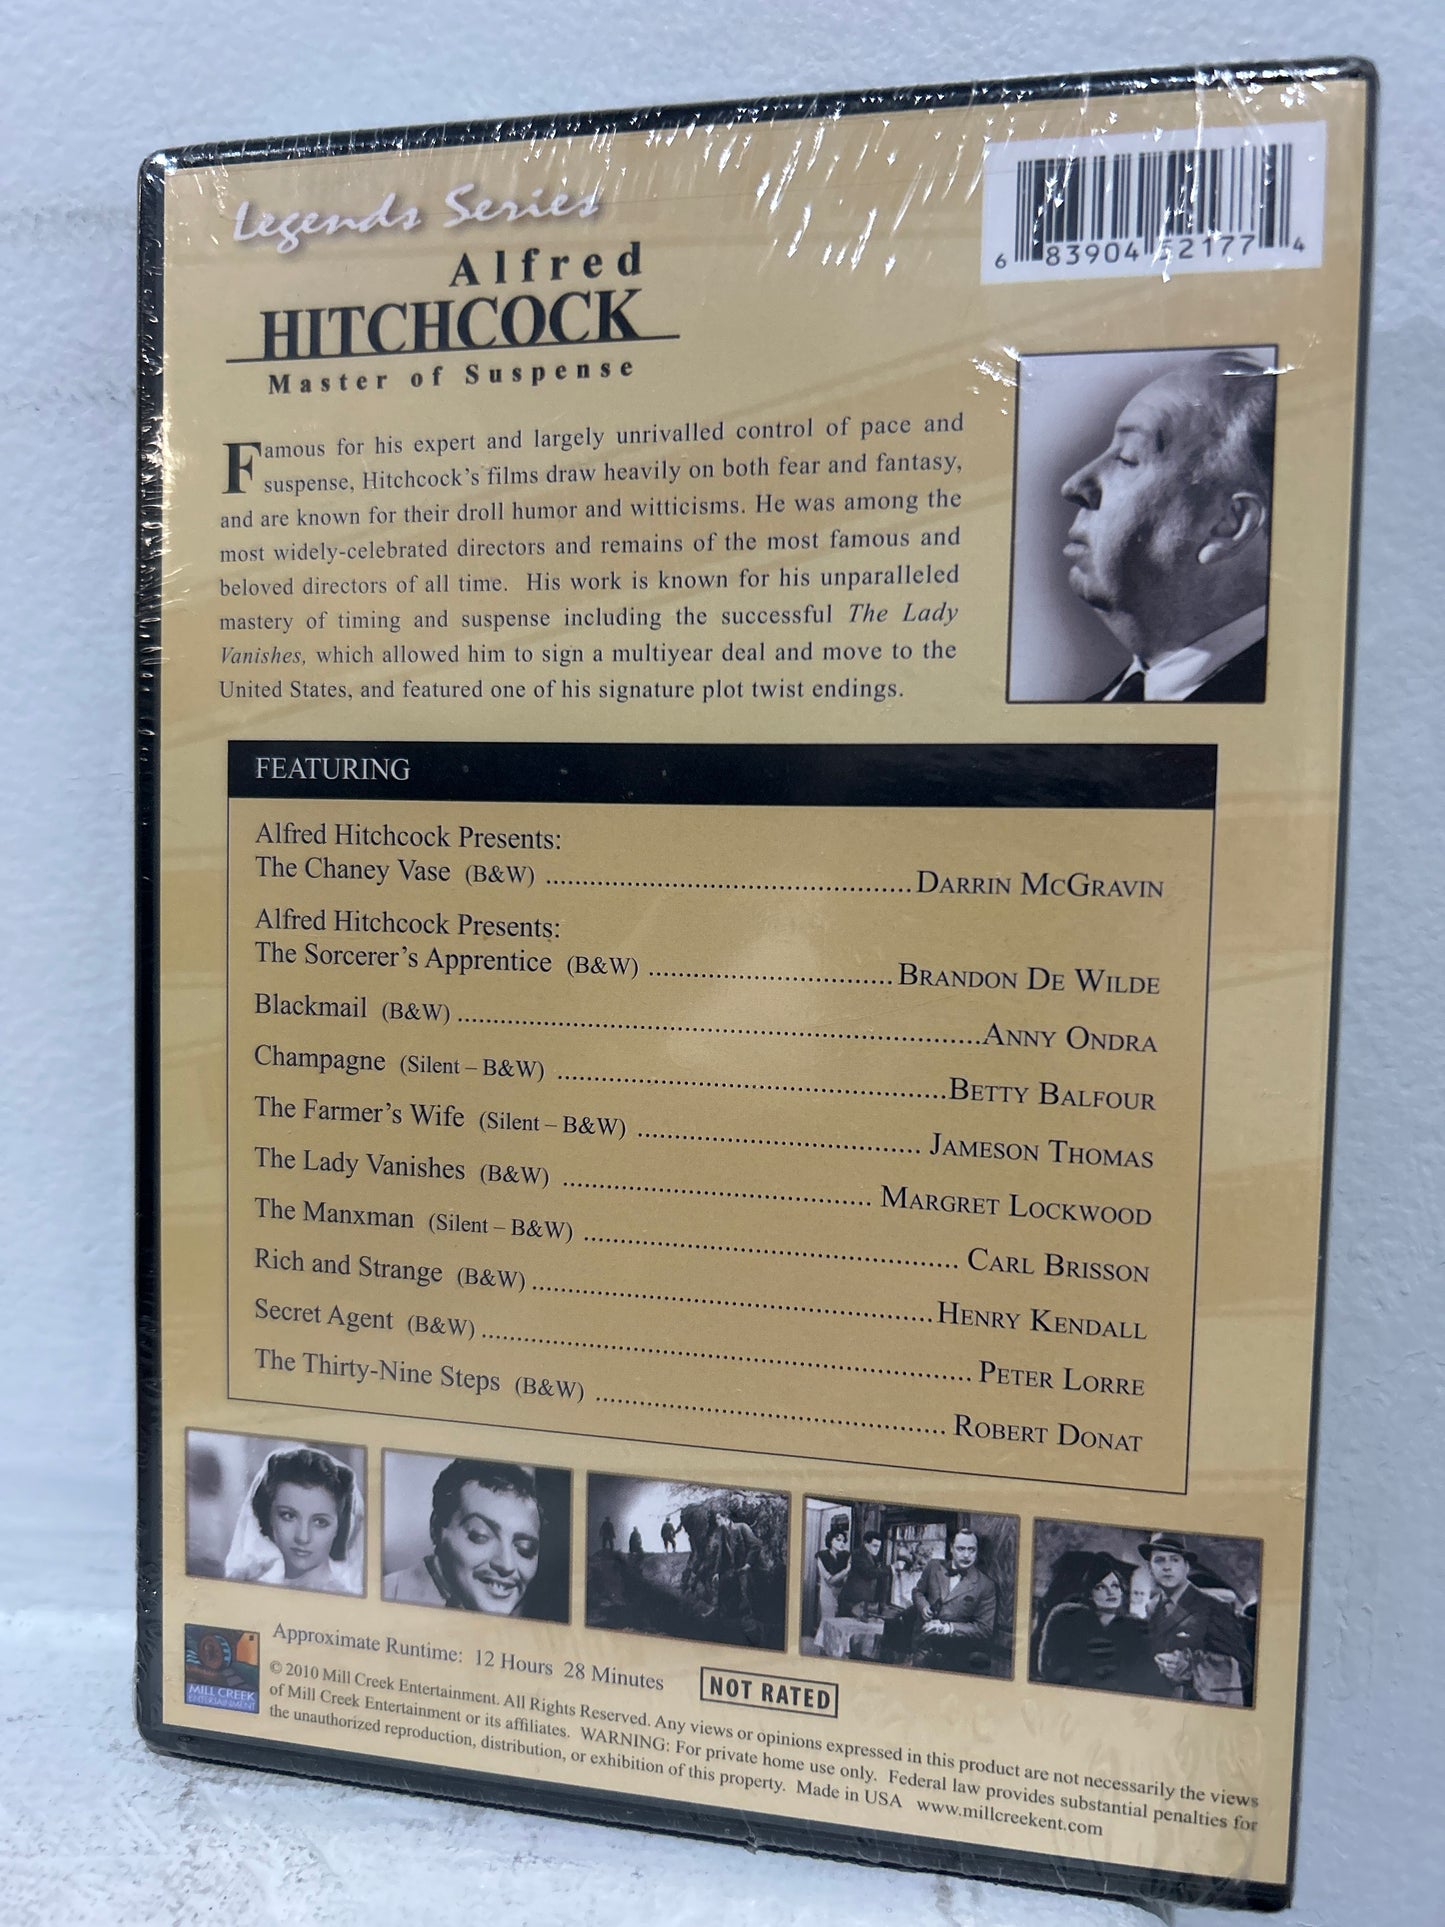 Legends Series
6 83904 52177 4
Alfred
HITCHCOCK
Master of Suspense
Famous for his expert and largely unrivalled control of pace and
suspense, Hitchcock's films draw heavily on both fear and fantasy,
and are known for their droll humor and witticisms. He was among the
most widely-celebrated directors and remains of the most famous and
beloved directors of all time. His work is known for his unparalleled
mastery of timing and suspense including the successful The Lady
Vanishes, which allowed him to sign a multiyear deal and move to the
United States, and featured one of his signature plot twist endings.
FEATURING
Alfred Hitchcock Presents:
The Chaney Vase (B&W) ........ DARRIN MCGRAVIN
Alfred Hitchcock Presents:
The Sorcerer's Apprentice (B&W) ........ BRANDON DE WILDE
Blackmail (B&W) ........ ANNY ONDRA
Champagne (Silent – B&W) ........ BETTY BALFOUR
The Farmer's Wife (Silent – B&W) ........ JAMESON THOMAS
The Lady Vanishes (B&W) ........ MARGRET LOCKWOOD
The Manxman (Silent – B&W) ........ CARL BRISSON
Rich and Strange (B&W) ........ HENRY KENDALL
Secret Agent (B&W) ........ PETER LORRE
The Thirty-Nine Steps (B&W) ........ ROBERT DONAT
MILL CREEK
ENTERTAINMENT
Approximate Runtime: 12 Hours 28 Minutes
NOT RATED
© 2010 Mill Creek Entertainment. All Rights Reserved. Any views or opinions expressed in this product are not necessarily the views
of Mill Creek Entertainment or its affiliates. WARNING: For private home use only. Federal law provides substantial penalties for
the unauthorized reproduction, distribution, or exhibition of this property. Made in USA www.millcreekent.com